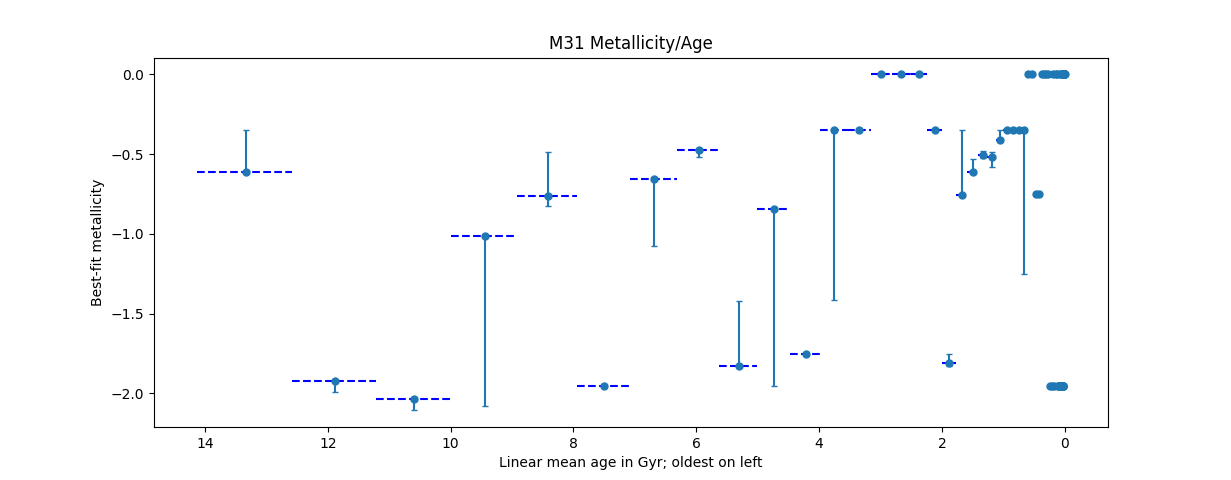 M31 Metallicity/Age
0.0
−0.5
−1.0
−1.5
−2.0
Best-fit metallicity
14 12 10 8 6 4 2 0
Linear mean age in Gyr; oldest on left